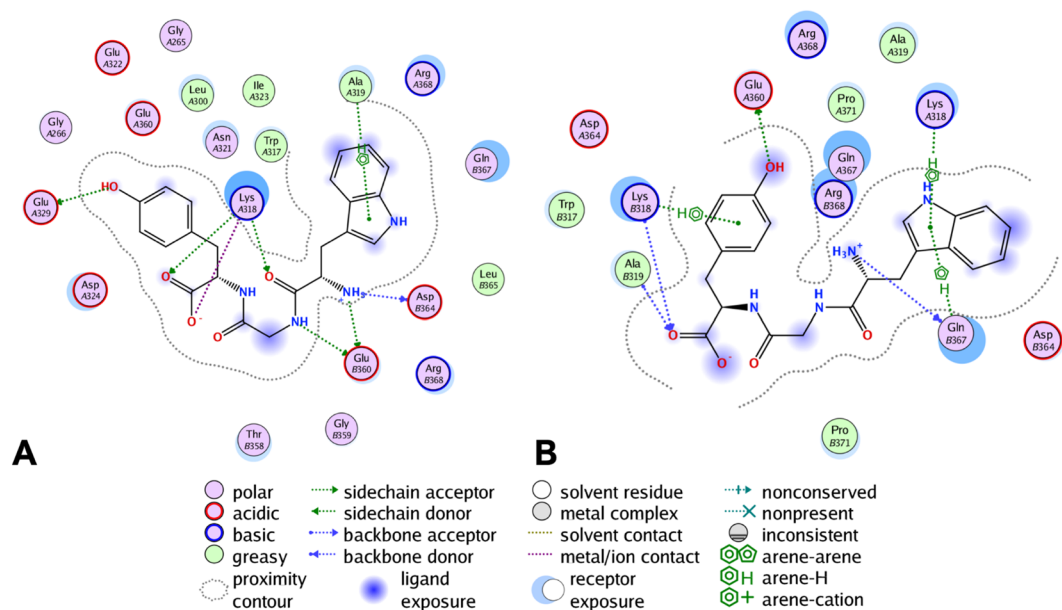 Gly
A265
Glu
A322
Leu
A300
Ile
A323
Ala
A319
Arg
A368
Glu
A360
Gly
A266
Asn
A321
Trp
A317
Gln
B367
Glu
A329
HO
Lys
A318
NH
O
O
NH
NH₂
Leu
B365
Asp
A324
O⁻
O
NH
Asp
B364
Glu
B360
Arg
B368
Thr
B358
Gly
B359
A
Arg
A368
Ala
A319
Glu
A360
Pro
A371
Lys
A318
Asp
A364
OH
Gln
A367
H
Lys
B318
H
Arg
B368
NH
Trp
B317
H₃N⁺
Ala
B319
H
H
N
H
N
O
O⁻
O
O
Gln
B367
Asp
B364
Pro
B371
B
polar
acidic
basic
greasy
proximity
contour
sidechain acceptor
sidechain donor
backbone acceptor
backbone donor
ligand
exposure
solvent residue
metal complex
solvent contact
metal/ion contact
receptor
exposure
nonconserved
nonpresent
inconsistent
arene-arene
H arene-H
+ arene-cation